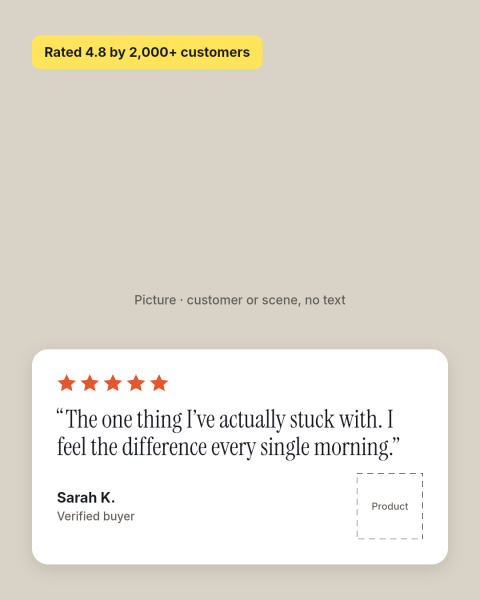 Rated 4.8 by 2,000+ customers
Picture · customer or scene, no text
“The one thing I’ve actually stuck with. I
feel the difference every single morning.”
Sarah K.
Verified buyer
Product